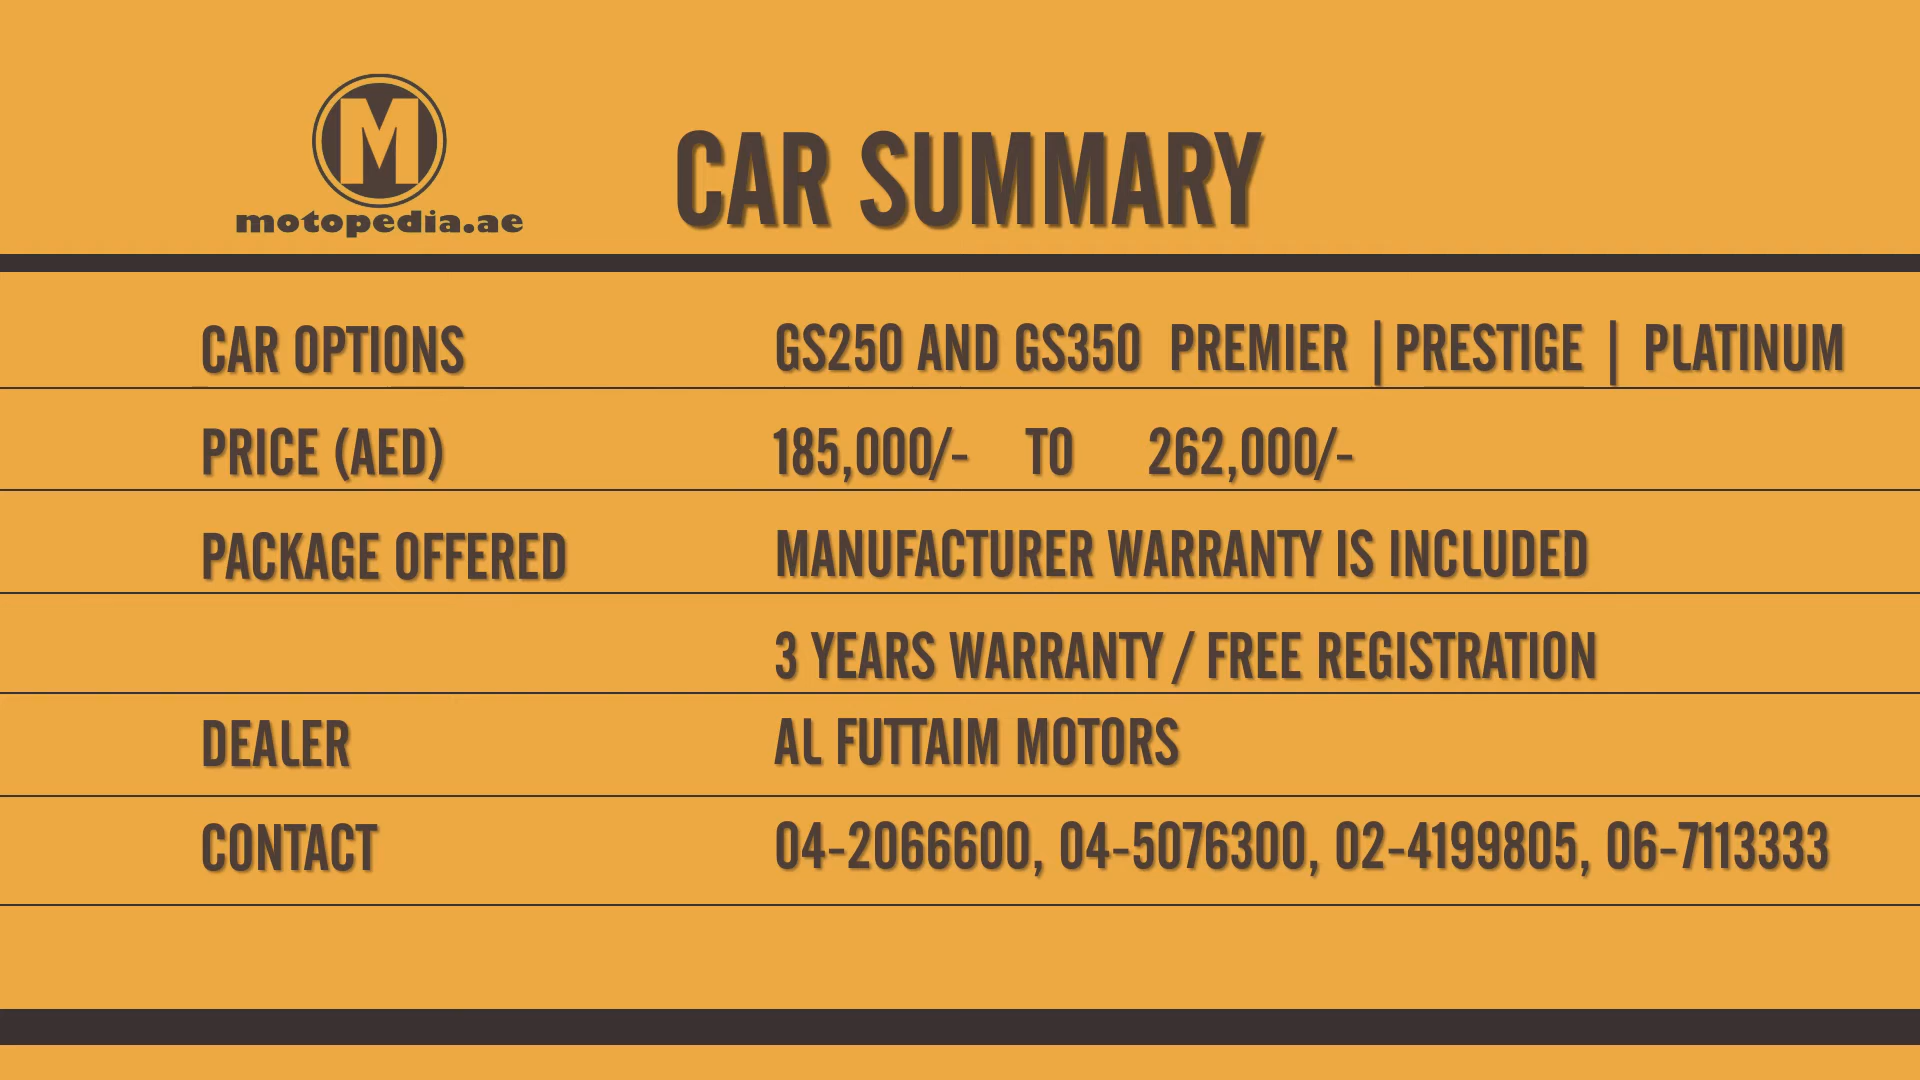 M
motopedia.ae
CAR SUMMARY
CAR OPTIONS GS250 AND GS350 PREMIER | PRESTIGE | PLATINUM
PRICE (AED) 185,000/- TO 262,000/-
PACKAGE OFFERED MANUFACTURER WARRANTY IS INCLUDED
3 YEARS WARRANTY / FREE REGISTRATION
DEALER AL FUTTAIM MOTORS
CONTACT 04-2066600, 04-5076300, 02-4199805, 06-7113333